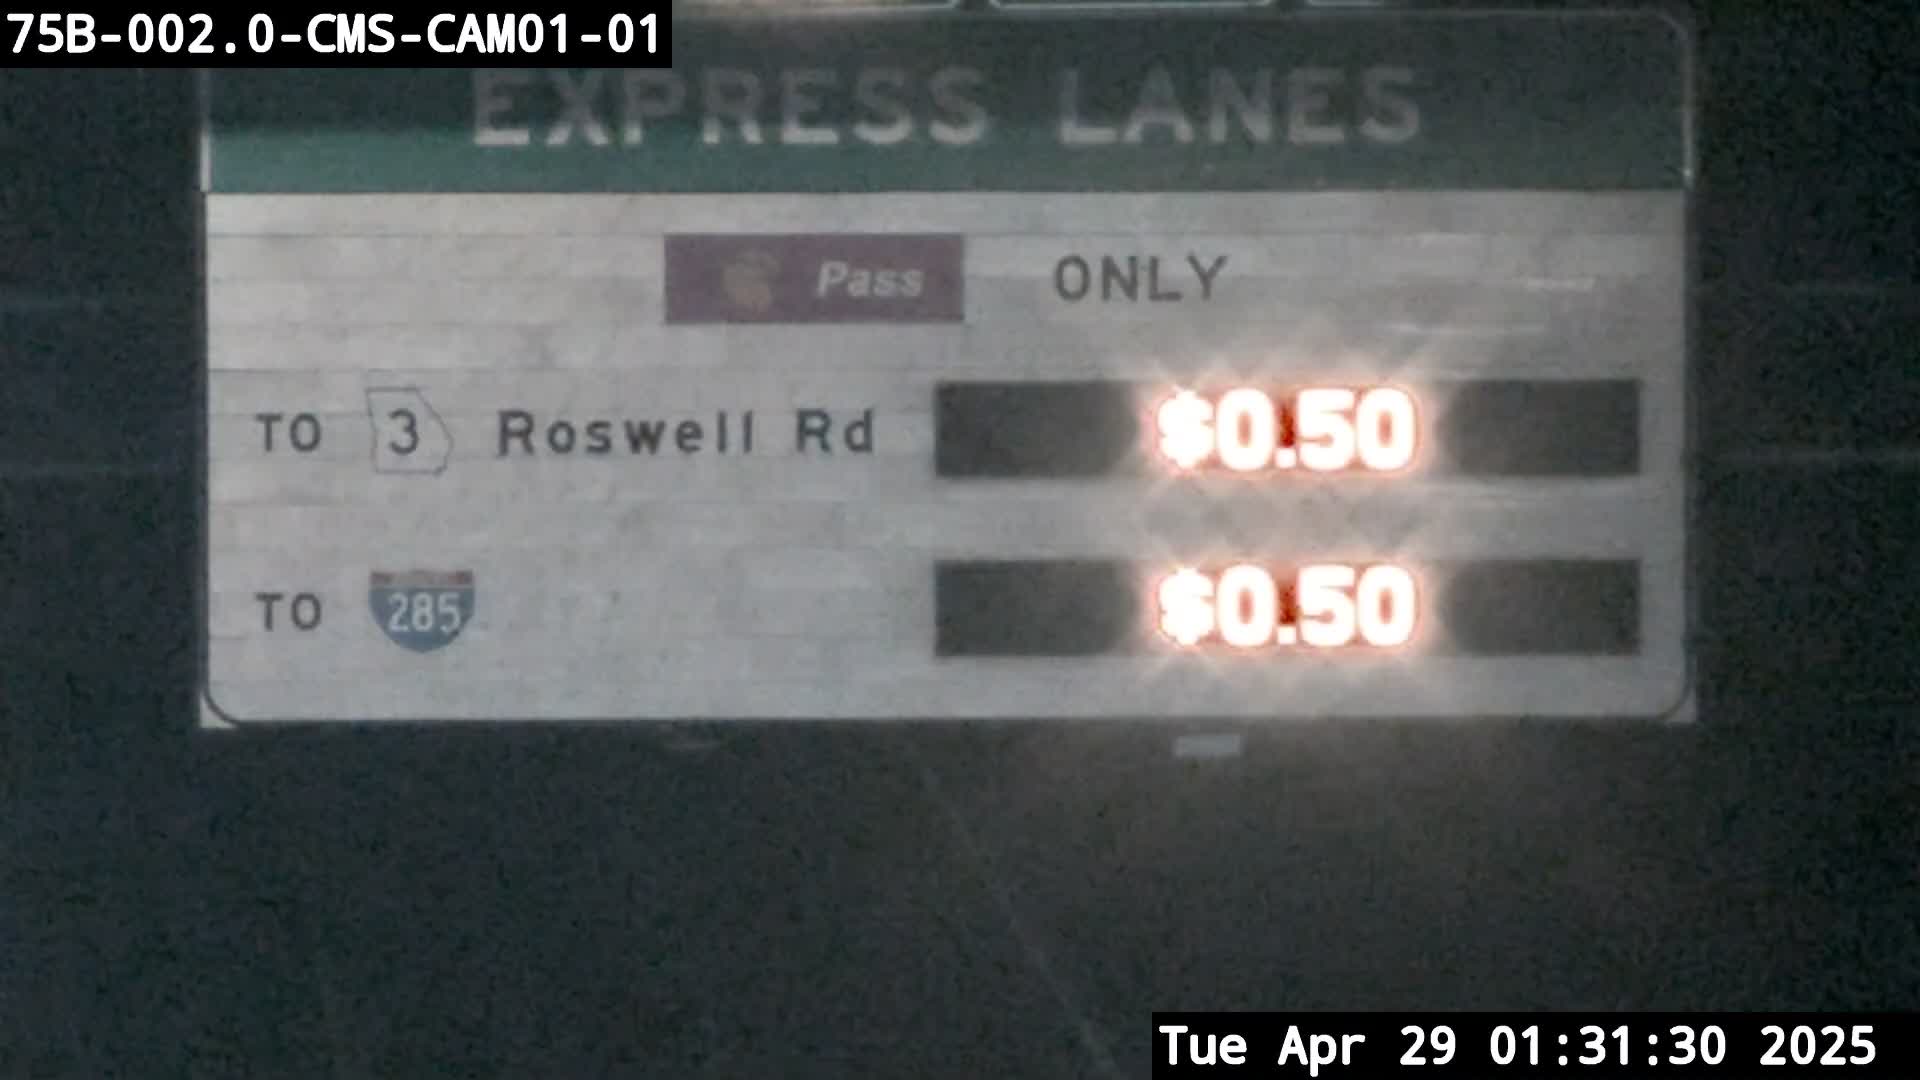 75B-002.0-CMS-CAM01-01
EXPRESS LANES
Pass ONLY
TO 3 Roswell Rd $0.50
TO 285 $0.50
Tue Apr 29 01:31:30 2025